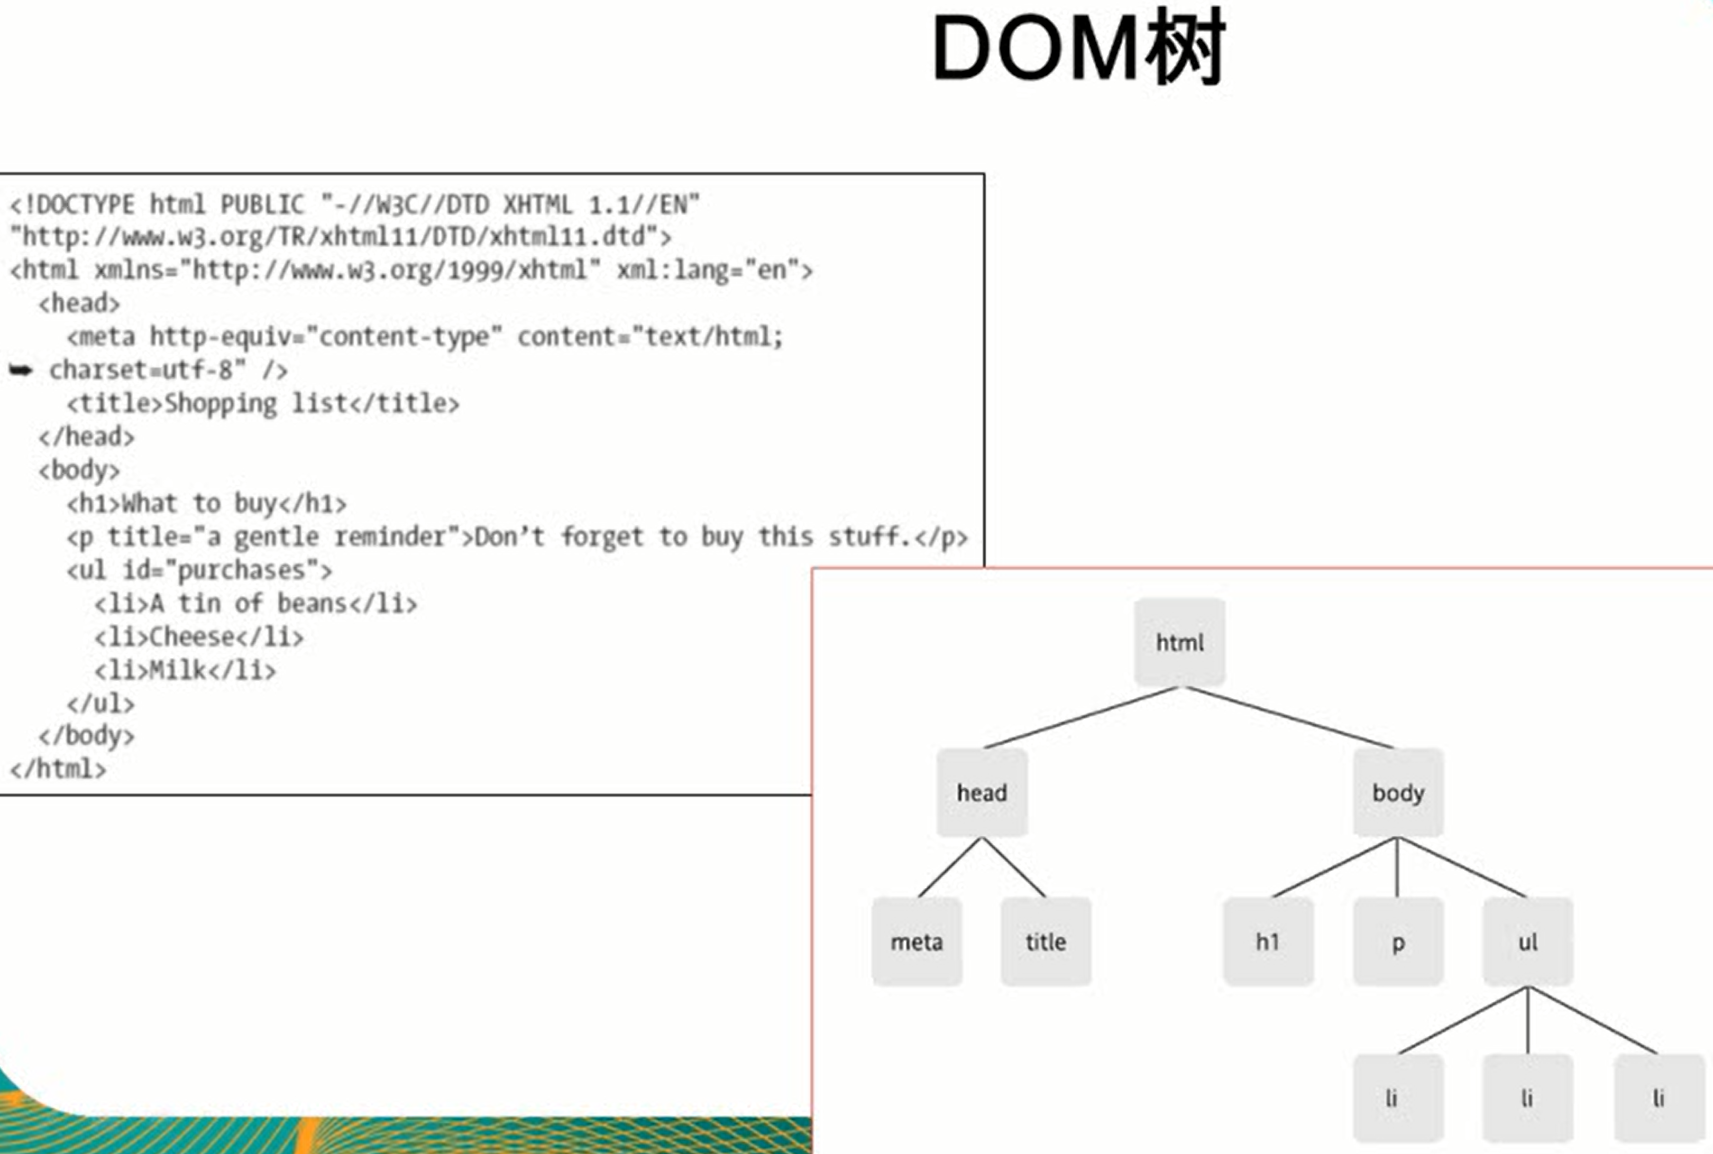 DOM树
<!DOCTYPE html PUBLIC "-//W3C//DTD XHTML 1.1//EN"
"http://www.w3.org/TR/xhtml11/DTD/xhtml11.dtd">
<html xmlns="http://www.w3.org/1999/xhtml" xml:lang="en">
  <head>
    <meta http-equiv="content-type" content="text/html;
➥ charset=utf-8" />
    <title>Shopping list</title>
  </head>
  <body>
    <h1>What to buy</h1>
    <p title="a gentle reminder">Don’t forget to buy this stuff.</p>
    <ul id="purchases">
      <li>A tin of beans</li>
      <li>Cheese</li>
      <li>Milk</li>
    </ul>
  </body>
</html>
html
head body
meta title h1 p ul
li li li